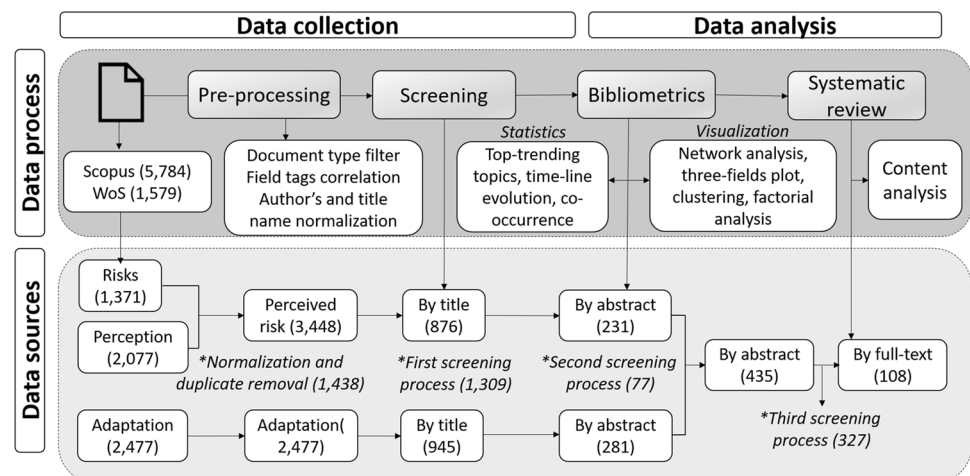 Data collection
Data analysis
Data process
Pre-processing
Screening
Bibliometrics
Systematic
review
Scopus (5,784)
WoS (1,579)
Document type filter
Field tags correlation
Author's and title
name normalization
Statistics
Top-trending
topics, time-line
evolution, co-
occurrence
Visualization
Network analysis,
three-fields plot,
clustering, factorial
analysis
Content
analysis
Data sources
Risks
(1,371)
Perception
(2,077)
Perceived
risk (3,448)
*Normalization and
duplicate removal (1,438)
By title
(876)
*First screening
process (1,309)
By abstract
(231)
*Second screening
process (77)
By abstract
(435)
By full-text
(108)
*Third screening
process (327)
Adaptation
(2,477)
Adaptation(
2,477)
By title
(945)
By abstract
(281)